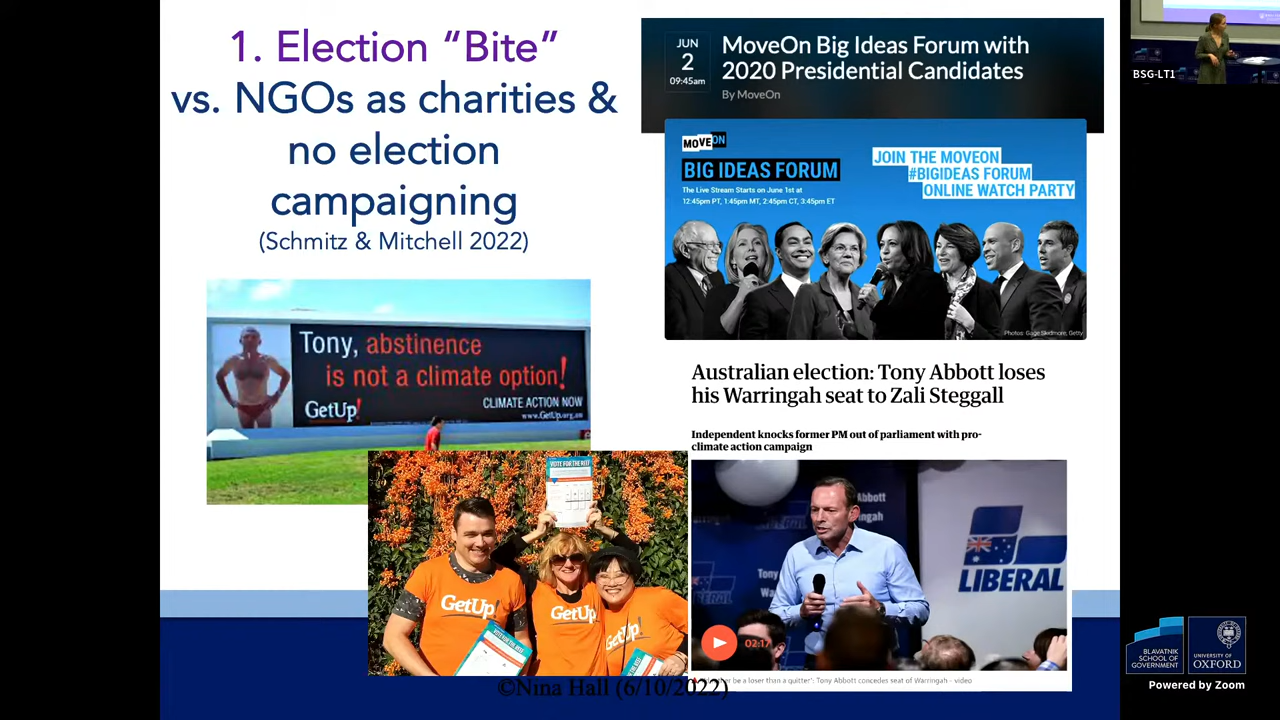 1. Election “Bite”
vs. NGOs as charities &
no election
campaigning
(Schmitz & Mitchell 2022)
JUN
2
09:45am
MoveOn Big Ideas Forum with
2020 Presidential Candidates
By MoveOn
MOVEON
BIG IDEAS FORUM
The Live Stream Starts on June 1st at
12:45pm PT, 1:45pm MT, 2:45pm CT, 3:45pm ET
JOIN THE MOVEON
#BIGIDEAS FORUM
ONLINE WATCH PARTY
Photos: Gage Skidmore, Getty
Tony, abstinence
is not a climate option!
GetUp!
CLIMATE ACTION NOW
www.GetUp.org.au
Australian election: Tony Abbott loses
his Warringah seat to Zali Steggall
Independent knocks former PM out of parliament with pro-
climate action campaign
VOTE FOR THE REEF
GetUp!
GetUp!
GetUp!
Abbott
ingah
Tony
Wa
LIBERAL
LIBERAL
02:17
be a loser than a quitter': Tony Abbott concedes seat of Warringah – video
©Nina Hall (6/10/2022)
BSG-LT1
BLAVATNIK
SCHOOL OF
GOVERNMENT
UNIVERSITY OF
OXFORD
Powered by Zoom